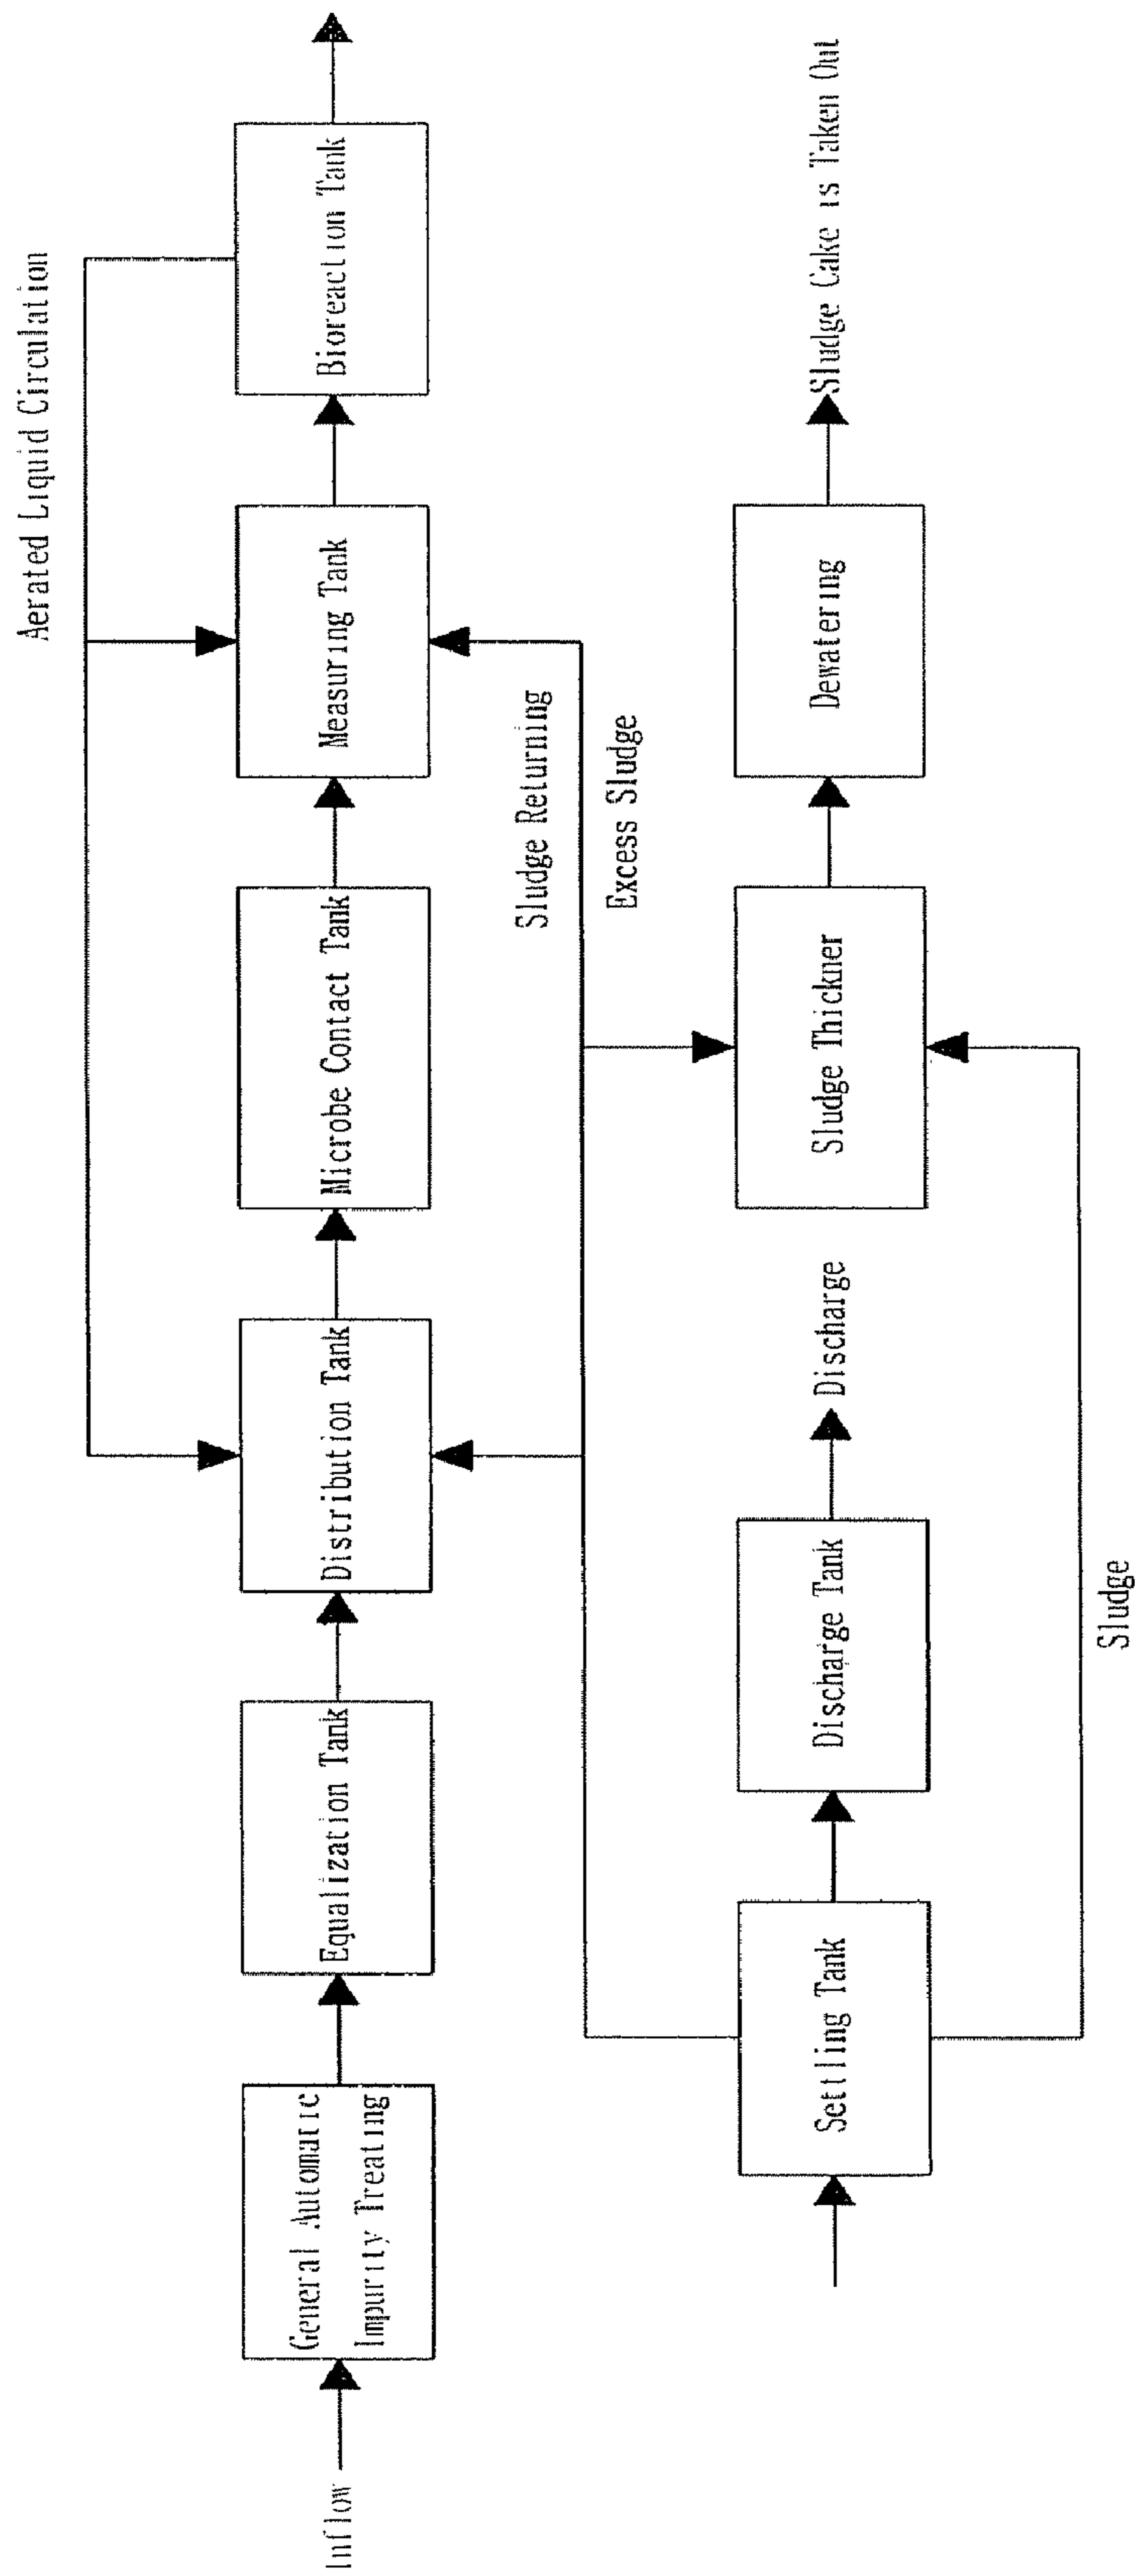 Inflow
General Automatic
Impurity Treating
Equalization Tank
Distribution Tank
Microbe Contact Tank
Measuring Tank
Bioreaction Tank
Aerated Liquid Circulation
Sludge Returning
Excess Sludge
Settling Tank
Discharge Tank
Discharge
Sludge Thickner
Dewatering
Sludge Cake is Taken Out
Sludge